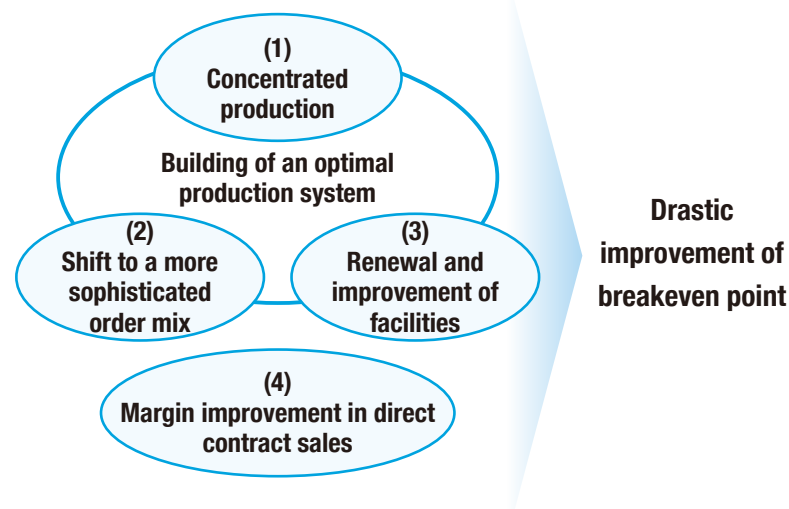 (1)
Concentrated
production
Building of an optimal
production system
(2)
Shift to a more
sophisticated
order mix
(3)
Renewal and
improvement of
facilities
(4)
Margin improvement in direct
contract sales
Drastic
improvement of
breakeven point